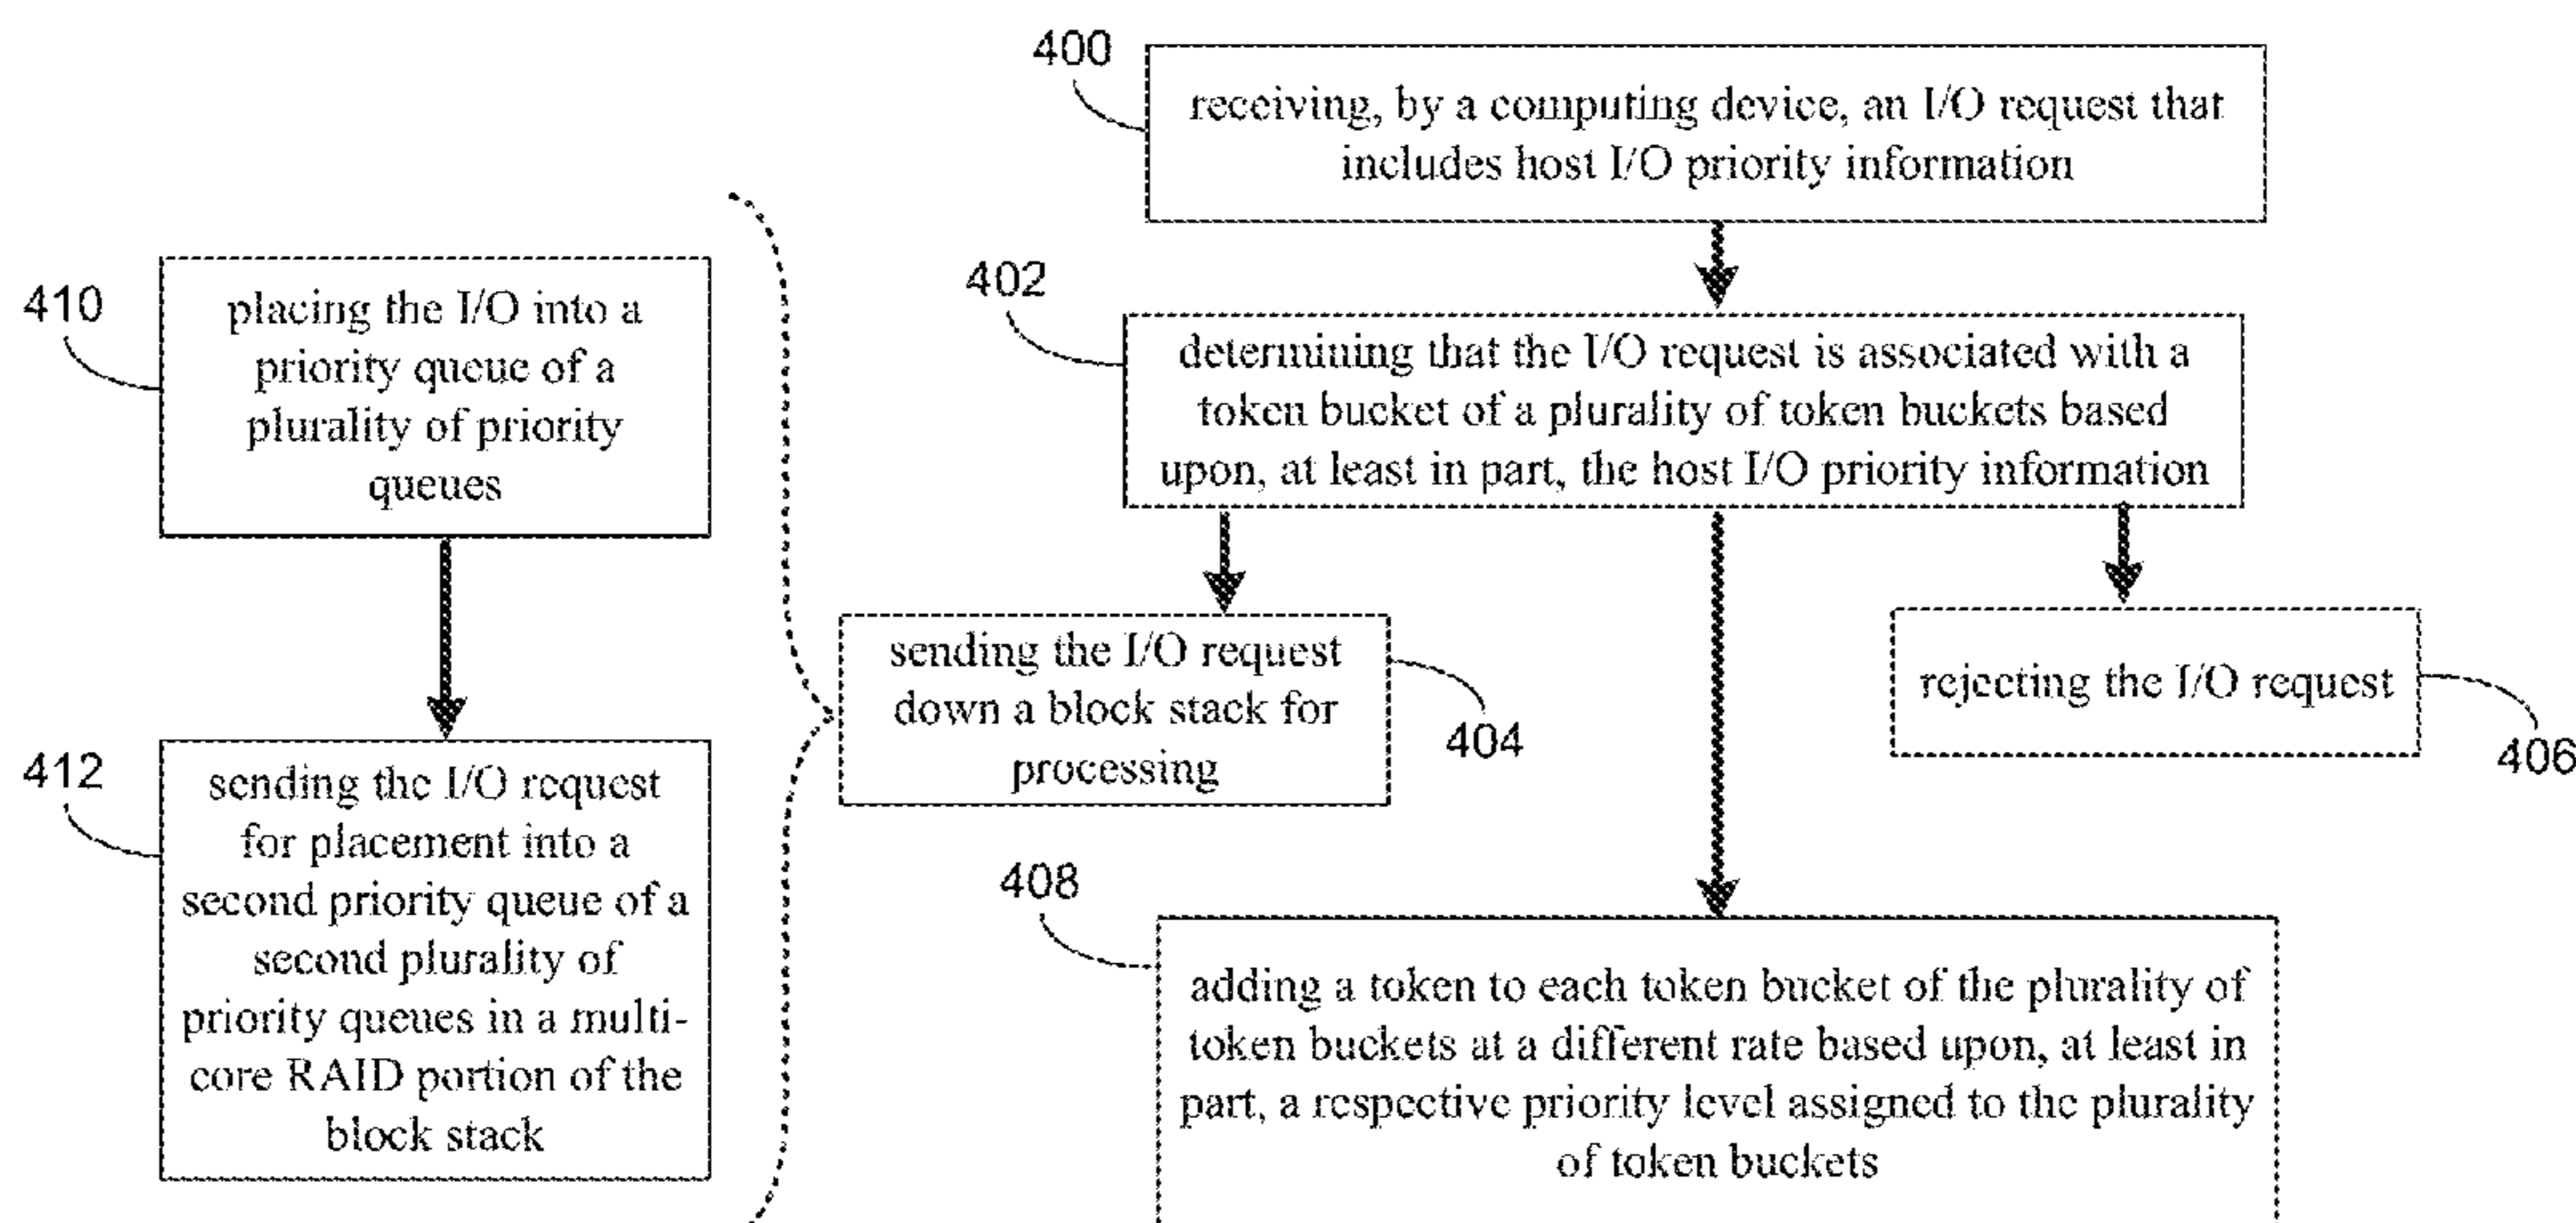 400
receiving, by a computing device, an I/O request that
includes host I/O priority information
402
determining that the I/O request is associated with a
token bucket of a plurality of token buckets based
upon, at least in part, the host I/O priority information
410
placing the I/O into a
priority queue of a
plurality of priority
queues
412
sending the I/O request
for placement into a
second priority queue of a
second plurality of
priority queues in a multi-
core RAID portion of the
block stack
sending the I/O request
down a block stack for
processing
404
rejecting the I/O request
406
408
adding a token to each token bucket of the plurality of
token buckets at a different rate based upon, at least in
part, a respective priority level assigned to the plurality
of token buckets